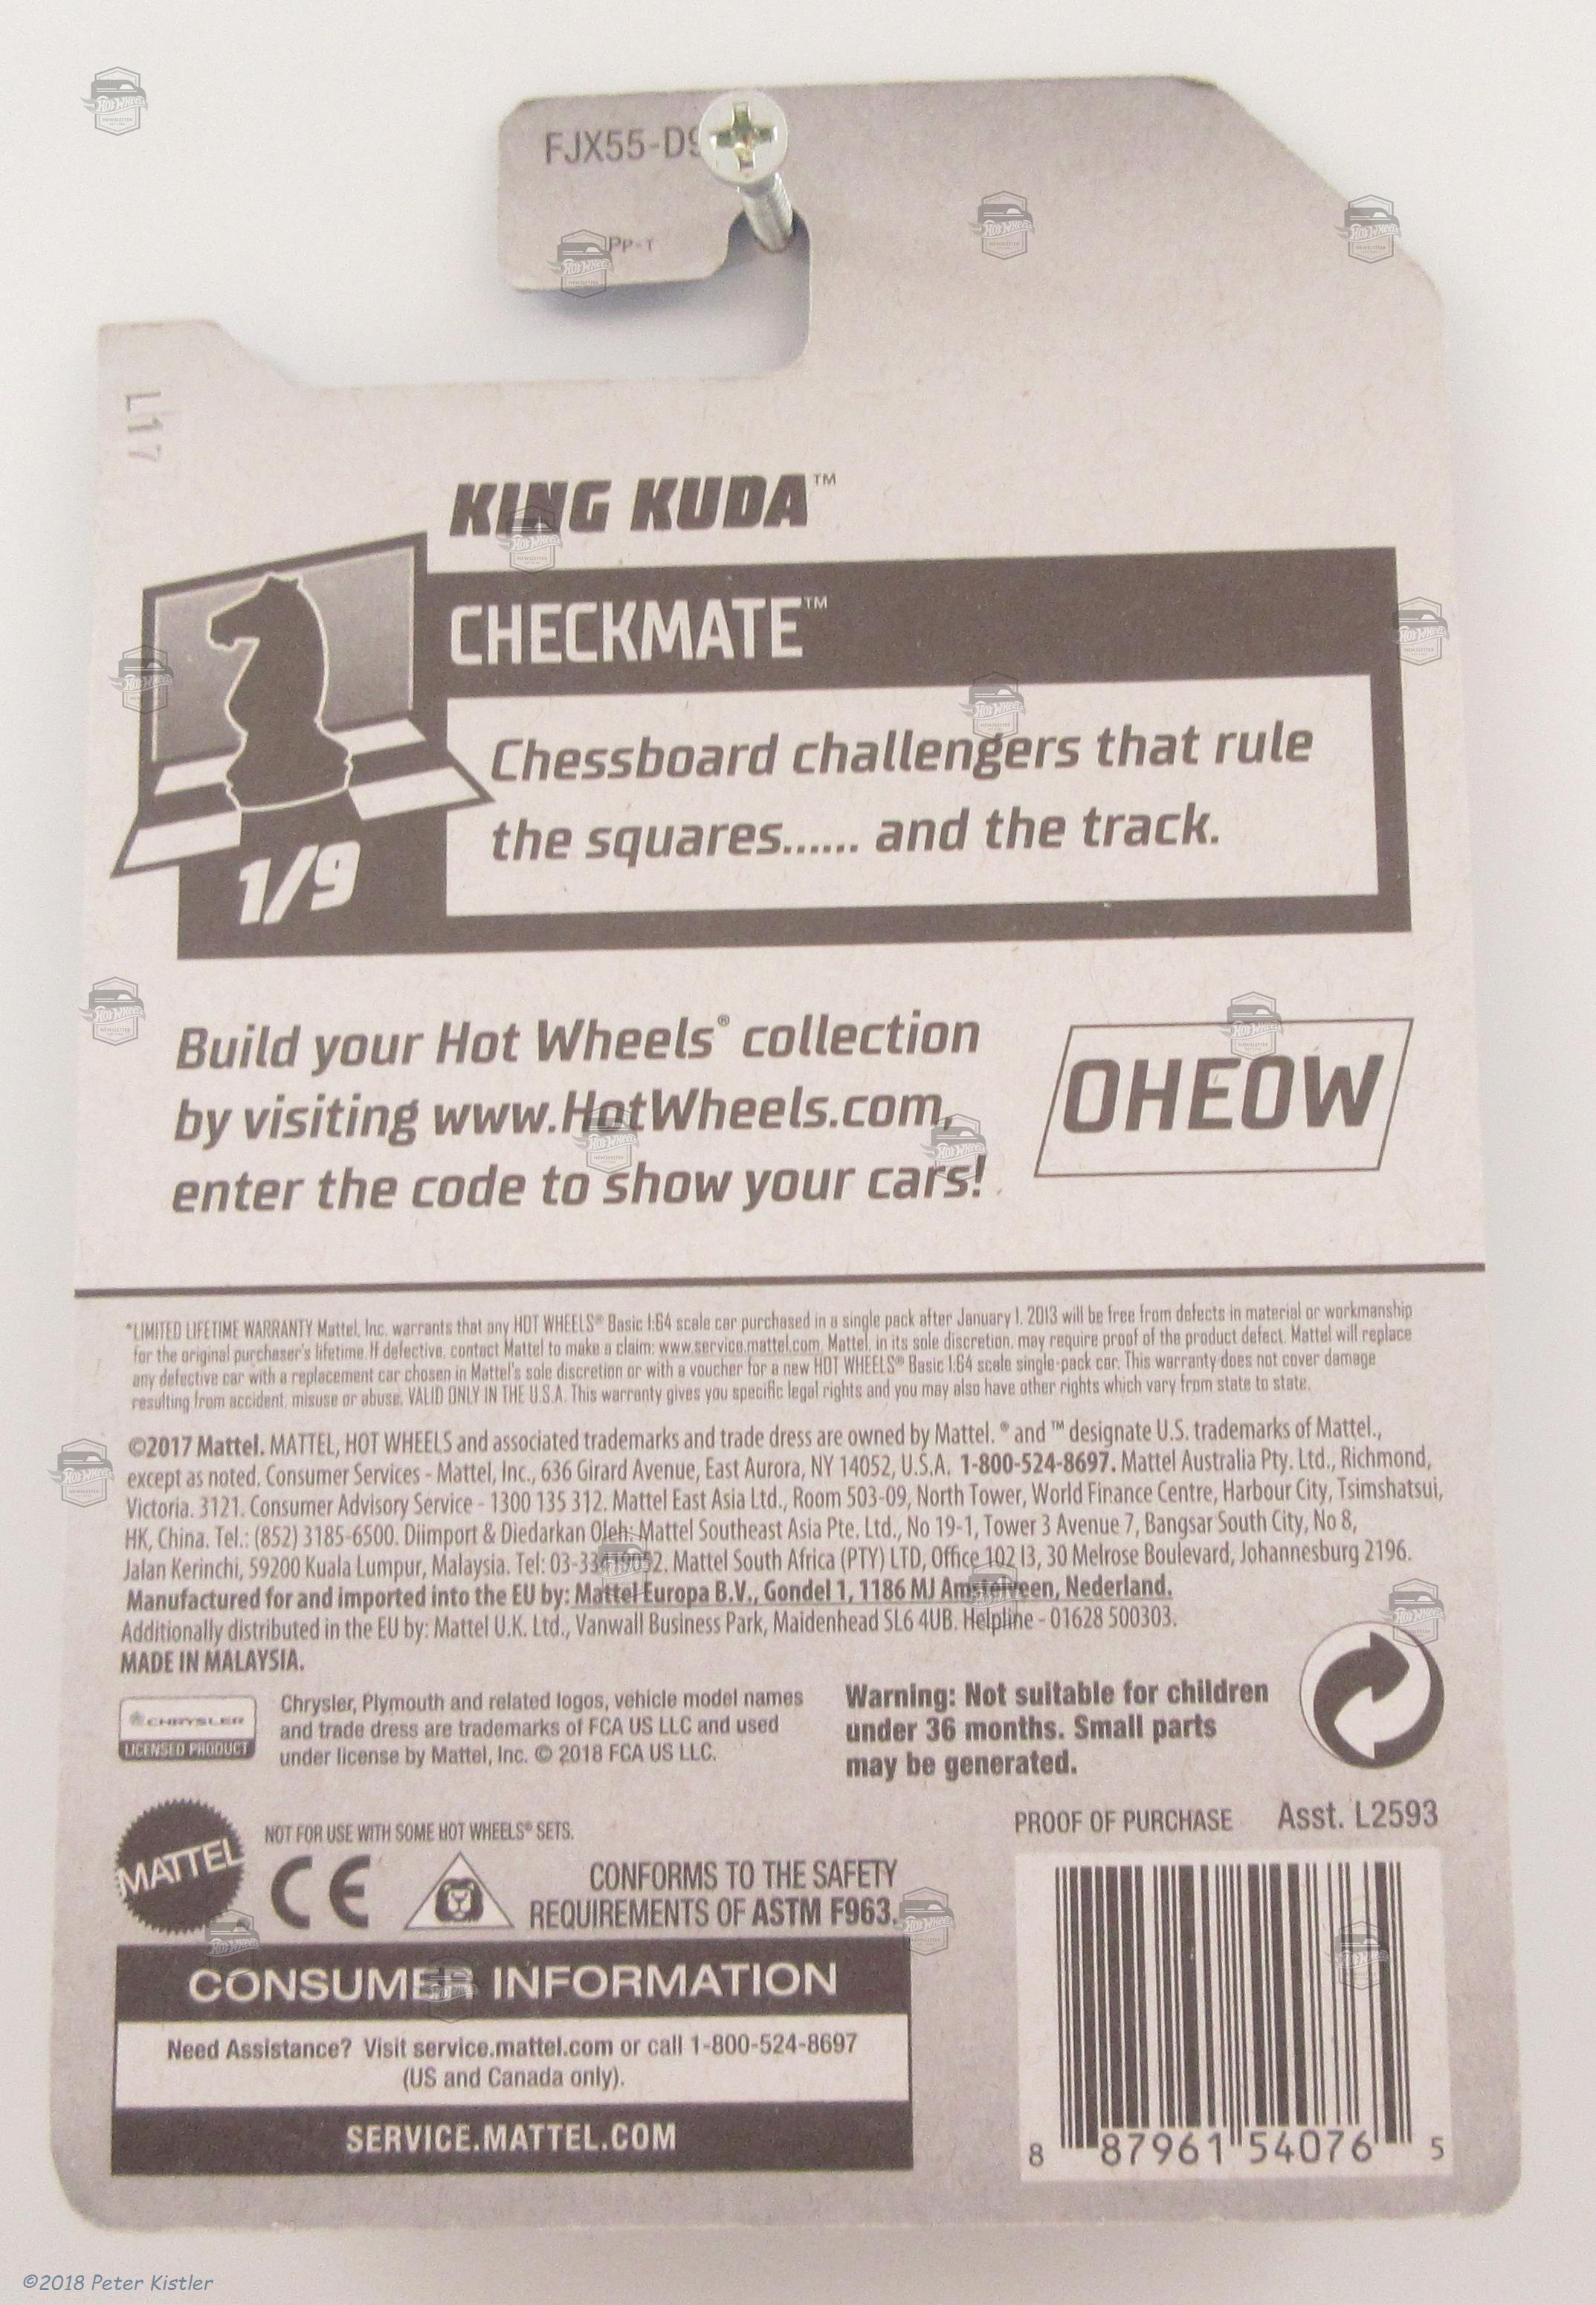 FJX55-D9
Pp-T
L17
KING KUDA™
CHECKMATE™
Chessboard challengers that rule
the squares...... and the track.
1/9
Build your Hot Wheels® collection
by visiting www.HotWheels.com,
enter the code to show your cars!
OHEOW
*LIMITED LIFETIME WARRANTY Mattel, Inc. warrants that any HOT WHEELS® Basic 1:64 scale car purchased in a single pack after January 1, 2013 will be free from defects in material or workmanship
for the original purchaser's lifetime. If defective, contact Mattel to make a claim: www.service.mattel.com. Mattel, in its sole discretion, may require proof of the product defect. Mattel will replace
any defective car with a replacement car chosen in Mattel's sole discretion or with a voucher for a new HOT WHEELS® Basic 1:64 scale single-pack car. This warranty does not cover damage
resulting from accident, misuse or abuse. VALID ONLY IN THE U.S.A. This warranty gives you specific legal rights and you may also have other rights which vary from state to state.
©2017 Mattel. MATTEL, HOT WHEELS and associated trademarks and trade dress are owned by Mattel. ® and ™ designate U.S. trademarks of Mattel.,
except as noted. Consumer Services - Mattel, Inc., 636 Girard Avenue, East Aurora, NY 14052, U.S.A. 1-800-524-8697. Mattel Australia Pty. Ltd., Richmond,
Victoria. 3121. Consumer Advisory Service - 1300 135 312. Mattel East Asia Ltd., Room 503-09, North Tower, World Finance Centre, Harbour City, Tsimshatsui,
HK, China. Tel.: (852) 3185-6500. Diimport & Diedarkan Oleh: Mattel Southeast Asia Pte. Ltd., No 19-1, Tower 3 Avenue 7, Bangsar South City, No 8,
Jalan Kerinchi, 59200 Kuala Lumpur, Malaysia. Tel: Mattel South Africa (PTY) LTD, Office 102 I3, 30 Melrose Boulevard, Johannesburg 2196.
Manufactured for and imported into the EU by: Mattel Europa B.V., Gondel 1, 1186 MJ Amstelveen, Nederland.
Additionally distributed in the EU by: Mattel U.K. Ltd., Vanwall Business Park, Maidenhead SL6 4UB. Helpline - 01628 500303.
MADE IN MALAYSIA.
CHRYSLER
LICENSED PRODUCT
Chrysler, Plymouth and related logos, vehicle model names
and trade dress are trademarks of FCA US LLC and used
under license by Mattel, Inc. © 2018 FCA US LLC.
Warning: Not suitable for children
under 36 months. Small parts
may be generated.
MATTEL
NOT FOR USE WITH SOME HOT WHEELS® SETS.
CE
CONFORMS TO THE SAFETY
REQUIREMENTS OF ASTM F963.
PROOF OF PURCHASE Asst. L2593
CONSUMER INFORMATION
Need Assistance? Visit service.mattel.com or call 1-800-524-8697
(US and Canada only).
SERVICE.MATTEL.COM
8 87961 54076 5
©2018 Peter Kistler